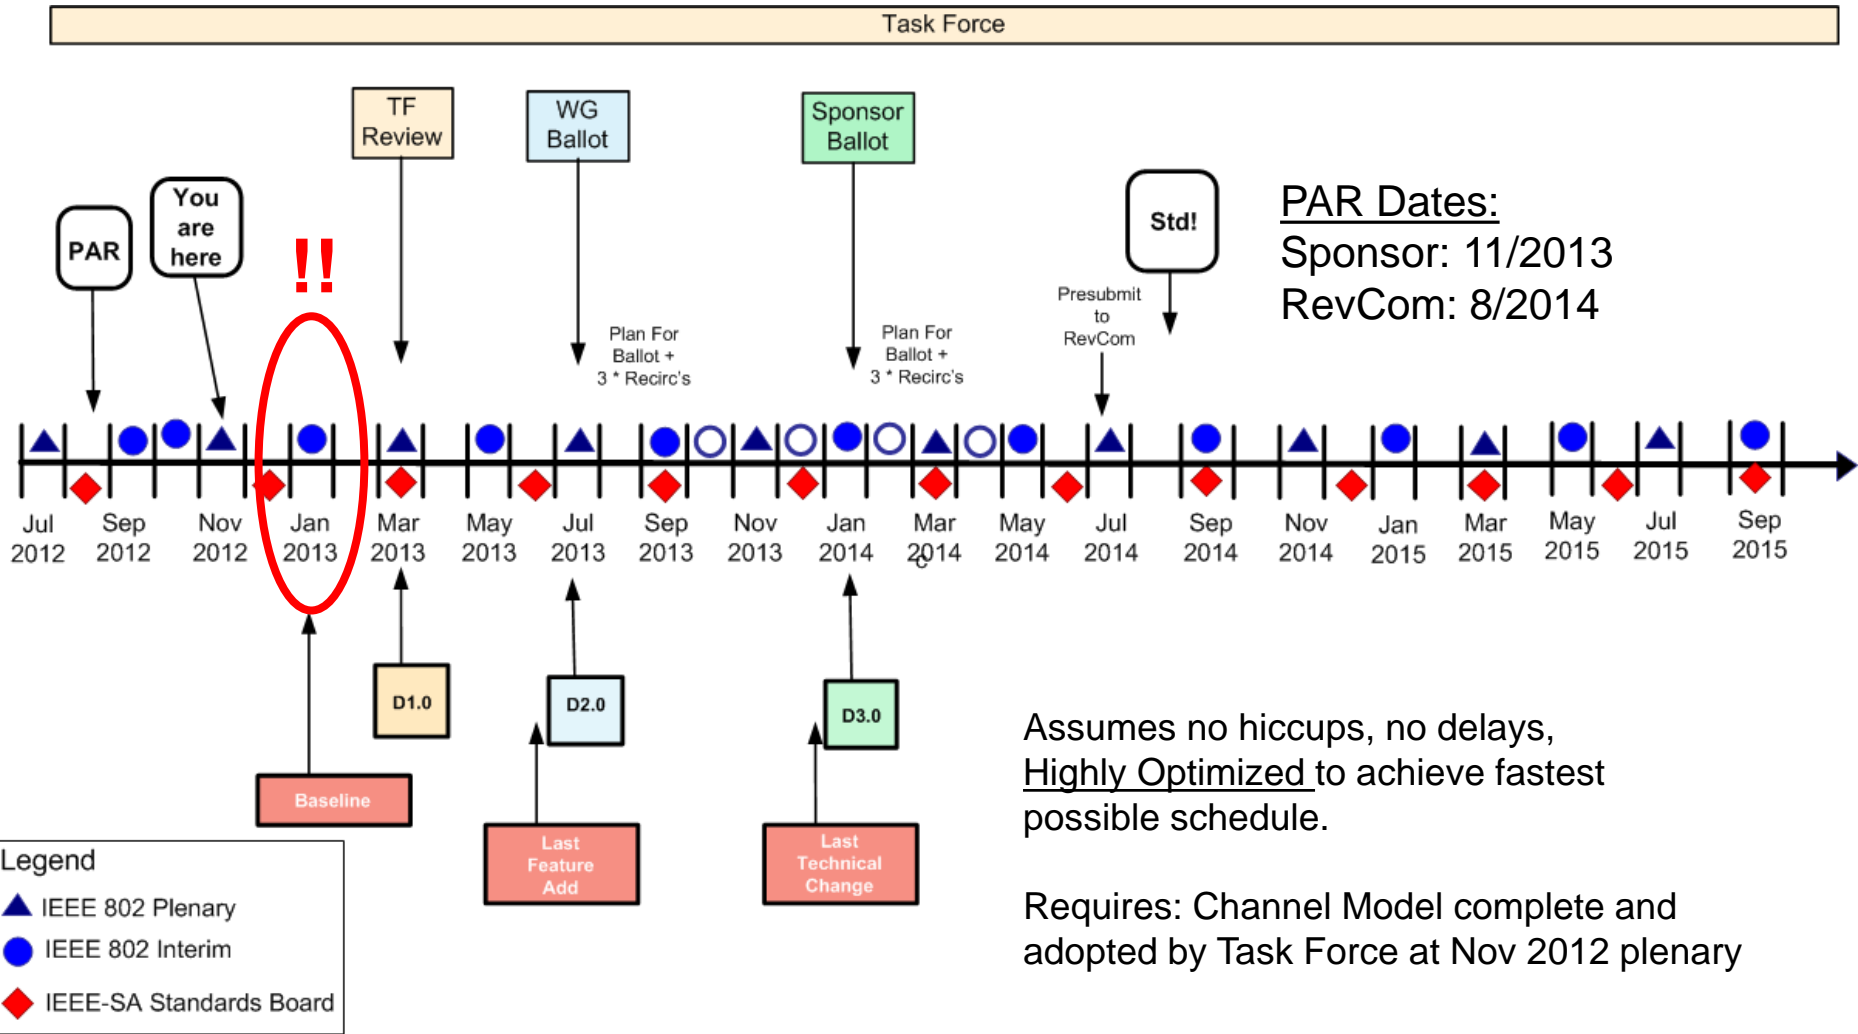 Task Force
TF
Review
WG
Ballot
Sponsor
Ballot
PAR
You
are
here
!!
Std!
PAR Dates:
Sponsor: 11/2013
RevCom: 8/2014
Plan For
Ballot +
3 * Recirc's
Plan For
Ballot +
3 * Recirc's
Presubmit
to
RevCom
Jul
2012
Sep
2012
Nov
2012
Jan
2013
Mar
2013
May
2013
Jul
2013
Sep
2013
Nov
2013
Jan
2014
Mar
2014
c
May
2014
Jul
2014
Sep
2014
Nov
2014
Jan
2015
Mar
2015
May
2015
Jul
2015
Sep
2015
D1.0
D2.0
D3.0
Baseline
Last
Feature
Add
Last
Technical
Change
Assumes no hiccups, no delays,
Highly Optimized to achieve fastest
possible schedule.
Requires: Channel Model complete and
adopted by Task Force at Nov 2012 plenary
Legend
IEEE 802 Plenary
IEEE 802 Interim
IEEE-SA Standards Board